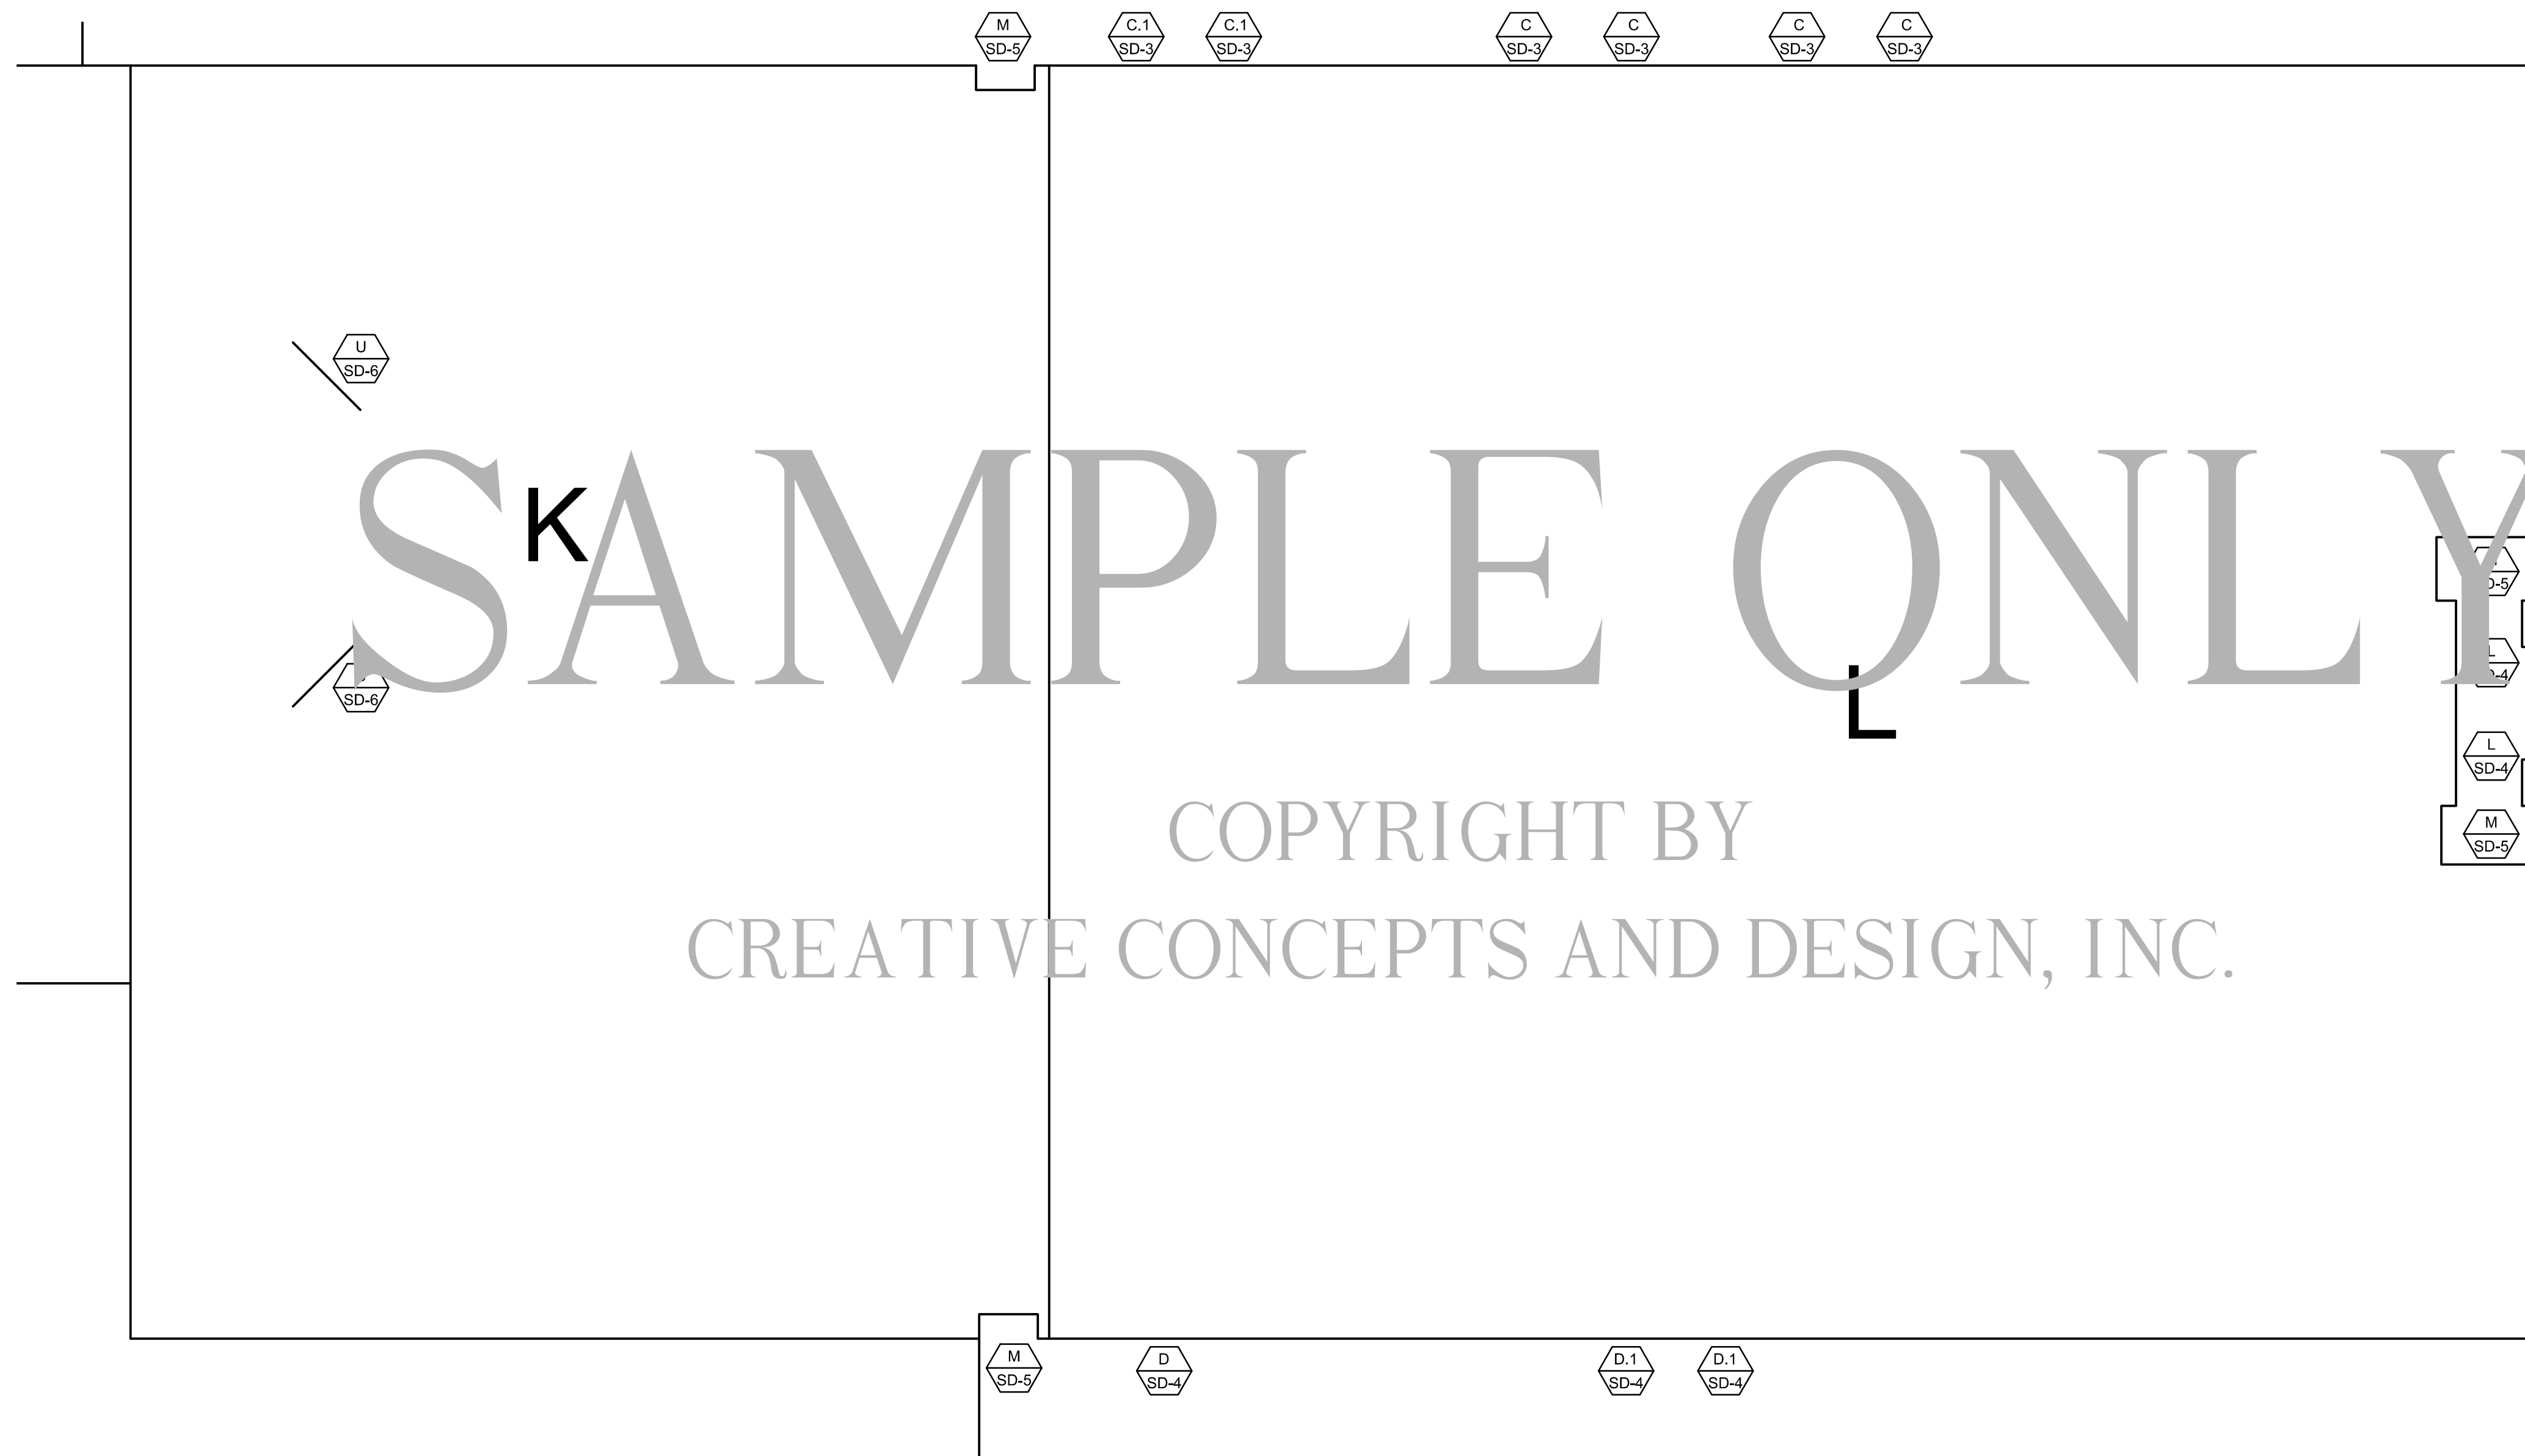 M C.1 C.1 C C C C
SD-5 SD-3 SD-3 SD-3 SD-3 SD-3 SD-3
U
SD-6
SAMPLE ONLY
K
SD-6
L
L
SD-4
M
SD-5
COPYRIGHT BY
CREATIVE CONCEPTS AND DESIGN, INC.
M D D.1 D.1
SD-5 SD-4 SD-4 SD-4